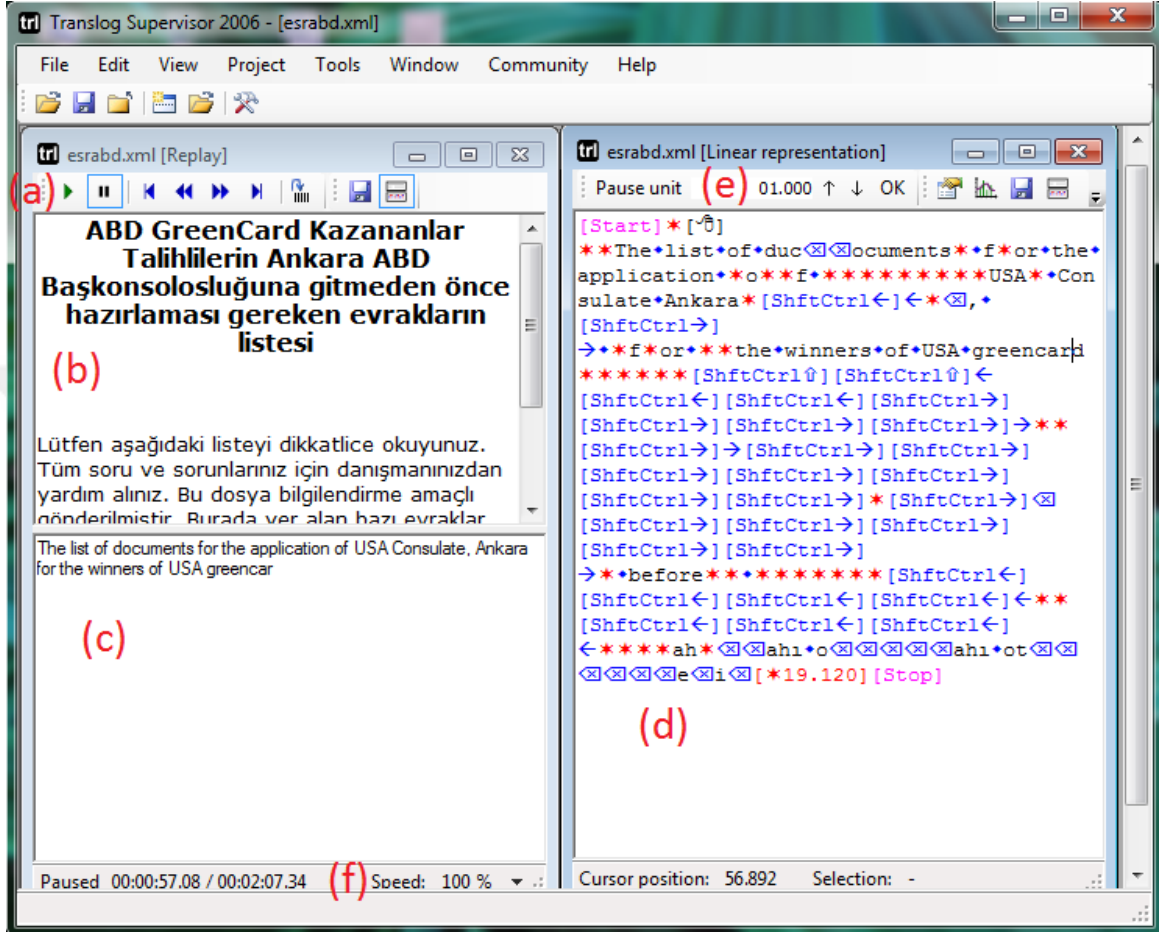 Translog Supervisor 2006 - [esrabd.xml]
File Edit View Project Tools Window Community Help
esrabd.xml [Replay]
(a)
ABD GreenCard Kazananlar
Talihlilerin Ankara ABD
Başkonsolosluğuna gitmeden önce
hazırlaması gereken evrakların
listesi
(b)
Lütfen aşağıdaki listeyi dikkatlice okuyunuz.
Tüm soru ve sorunlarınız için danışmanınızdan
yardım alınız. Bu dosya bilgilendirme amaçlı
gönderilmiştir. Burada yer alan bazı evraklar
The list of documents for the application of USA Consulate, Ankara
for the winners of USA greencar
(c)
Paused 00:00:57.08 / 00:02:07.34 (f) Speed: 100 %
esrabd.xml [Linear representation]
Pause unit (e) 01.000 ↑ ↓ OK
[Start]*[🖰]
**The•list•of•duc⌫⌫ocuments*•f*or•the•
application•*o**f•*********USA*•Con
sulate•Ankara*[ShftCtrl←]←*⌫,•
[ShftCtrl→]
→•*f*or•**the•winners•of•USA•greencard
******[ShftCtrl⇧][ShftCtrl⇧]←
[ShftCtrl←][ShftCtrl←][ShftCtrl→]
[ShftCtrl→][ShftCtrl→][ShftCtrl→]→**
[ShftCtrl→]→[ShftCtrl→][ShftCtrl→]
[ShftCtrl→][ShftCtrl→][ShftCtrl→]
[ShftCtrl→][ShftCtrl→]*[ShftCtrl→]⌫
[ShftCtrl→][ShftCtrl→][ShftCtrl→]
[ShftCtrl→][ShftCtrl→]
→*•before**•*******[ShftCtrl←]
[ShftCtrl←][ShftCtrl←][ShftCtrl←]←**
[ShftCtrl←][ShftCtrl←][ShftCtrl←]
←****ah*⌫⌫ahı•o⌫⌫⌫⌫⌫ahı•ot⌫⌫
⌫⌫⌫⌫e⌫i⌫[*19.120][Stop]
(d)
Cursor position: 56.892 Selection: -